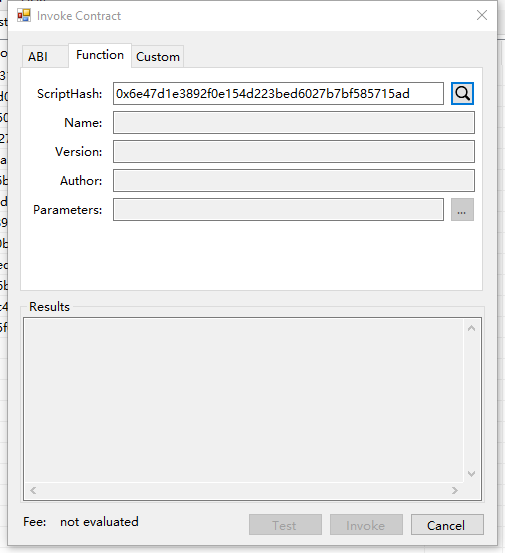 Invoke Contract
ABI Function Custom
ScriptHash: 0x6e47d1e3892f0e154d223bed6027b7bf585715ad
Name:
Version:
Author:
Parameters: ...
Results
Fee: not evaluated Test Invoke Cancel